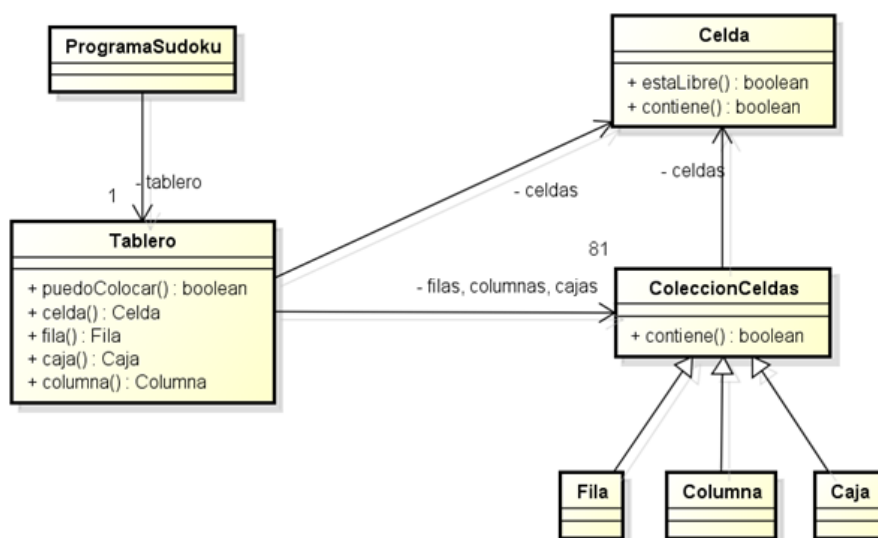 ProgramaSudoku
Celda
+ estaLibre() : boolean
+ contiene() : boolean
- tablero
1
- celdas
- celdas
Tablero
+ puedoColocar() : boolean
+ celda() : Celda
+ fila() : Fila
+ caja() : Caja
+ columna() : Columna
81
- filas, columnas, cajas
ColeccionCeldas
+ contiene() : boolean
Fila
Columna
Caja